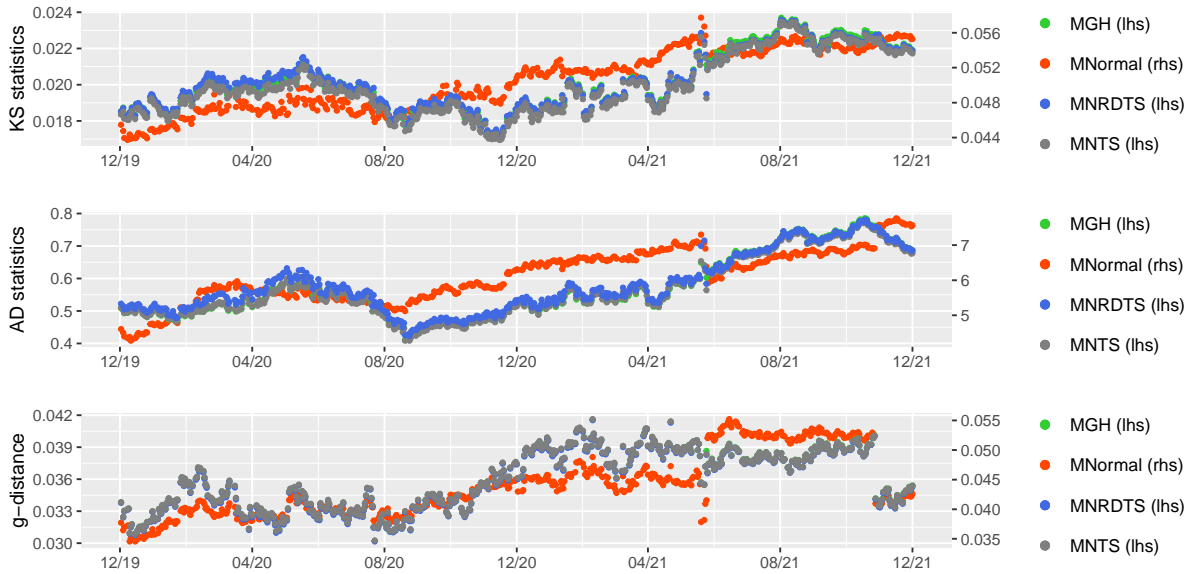 KS statistics
0.024
0.022
0.020
0.018
0.056
0.052
0.048
0.044
12/19 04/20 08/20 12/20 04/21 08/21 12/21
MGH (lhs)
MNormal (rhs)
MNRDTS (lhs)
MNTS (lhs)
AD statistics
0.8
0.7
0.6
0.5
0.4
7
6
5
12/19 04/20 08/20 12/20 04/21 08/21 12/21
MGH (lhs)
MNormal (rhs)
MNRDTS (lhs)
MNTS (lhs)
g−distance
0.042
0.039
0.036
0.033
0.030
0.055
0.050
0.045
0.040
0.035
12/19 04/20 08/20 12/20 04/21 08/21 12/21
MGH (lhs)
MNormal (rhs)
MNRDTS (lhs)
MNTS (lhs)